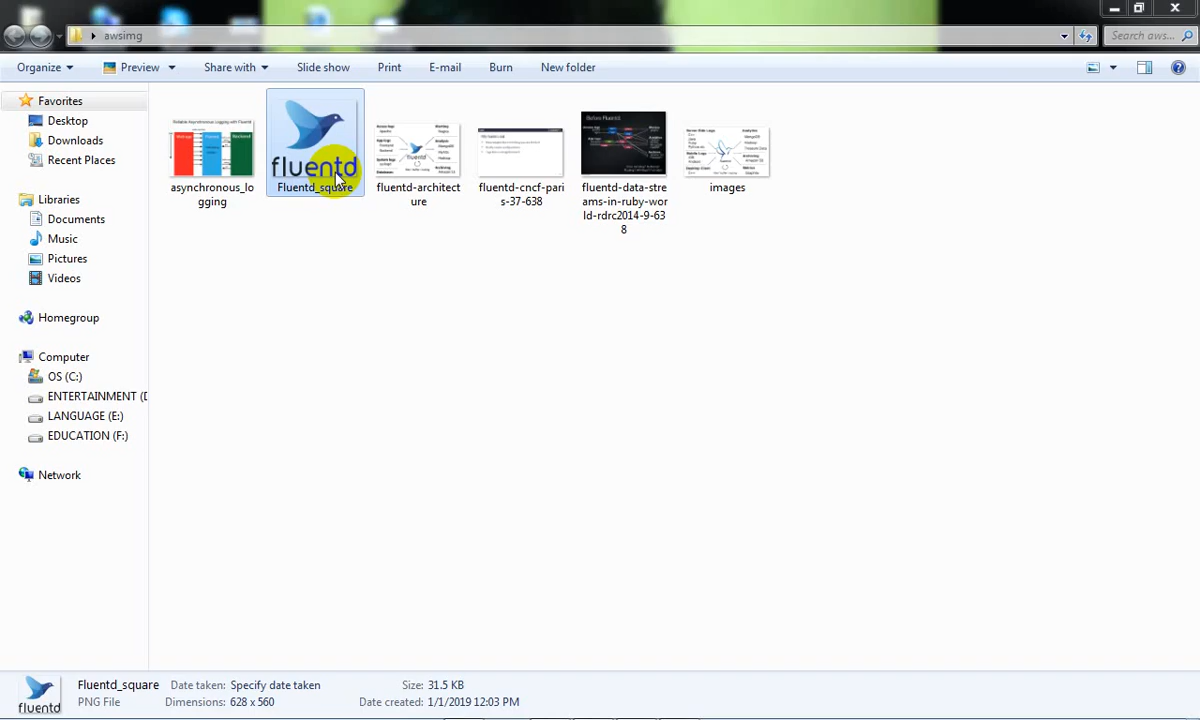 awsimg
Search aws...
Organize
Preview
Share with
Slide show
Print
E-mail
Burn
New folder
Favorites
Desktop
Downloads
Recent Places
Libraries
Documents
Music
Pictures
Videos
Homegroup
Computer
OS (C:)
ENTERTAINMENT (D
LANGUAGE (E:)
EDUCATION (F:)
Network
asynchronous_lo
gging
fluentd
Fluentd_square
fluentd-architect
ure
fluentd-cncf-pari
s-37-638
fluentd-data-stre
ams-in-ruby-wor
ld-rdrc2014-9-63
8
images
fluentd
Fluentd_square
Date taken: Specify date taken
Size: 31.5 KB
PNG File
Dimensions: 628 x 560
Date created: 1/1/2019 12:03 PM